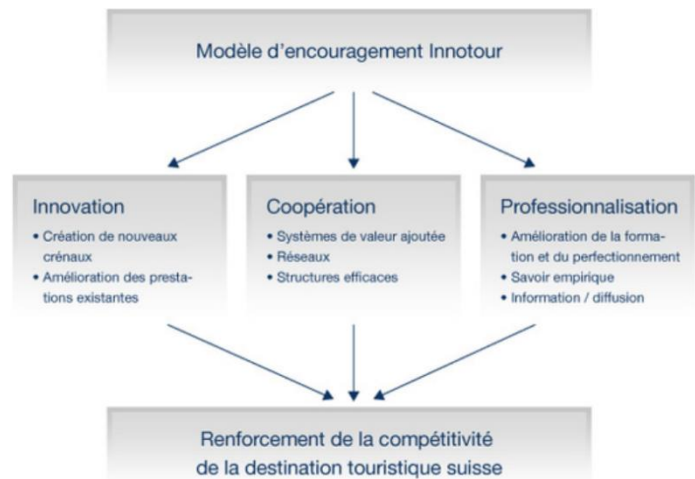 Modèle d'encouragement Innotour
Innovation
• Création de nouveaux
crénaux
• Amélioration des presta-
tions existantes
Coopération
• Systèmes de valeur ajoutée
• Réseaux
• Structures efficaces
Professionnalisation
• Amélioration de la forma-
tion et du perfectionnement
• Savoir empirique
• Information / diffusion
Renforcement de la compétitivité
de la destination touristique suisse